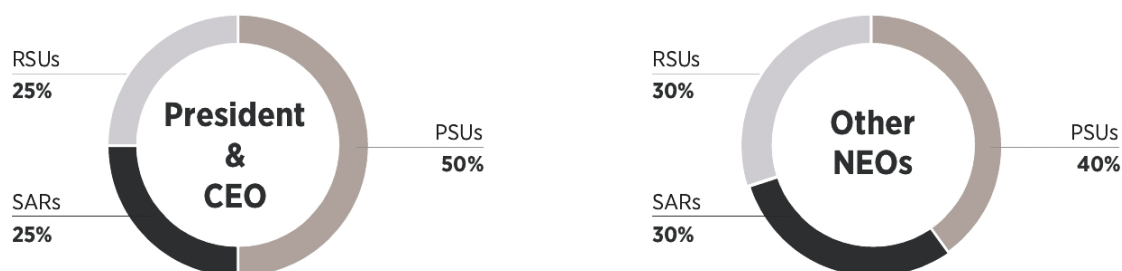 RSUs
25%
President
&
CEO
PSUs
50%
SARs
25%
RSUs
30%
Other
NEOs
PSUs
40%
SARs
30%